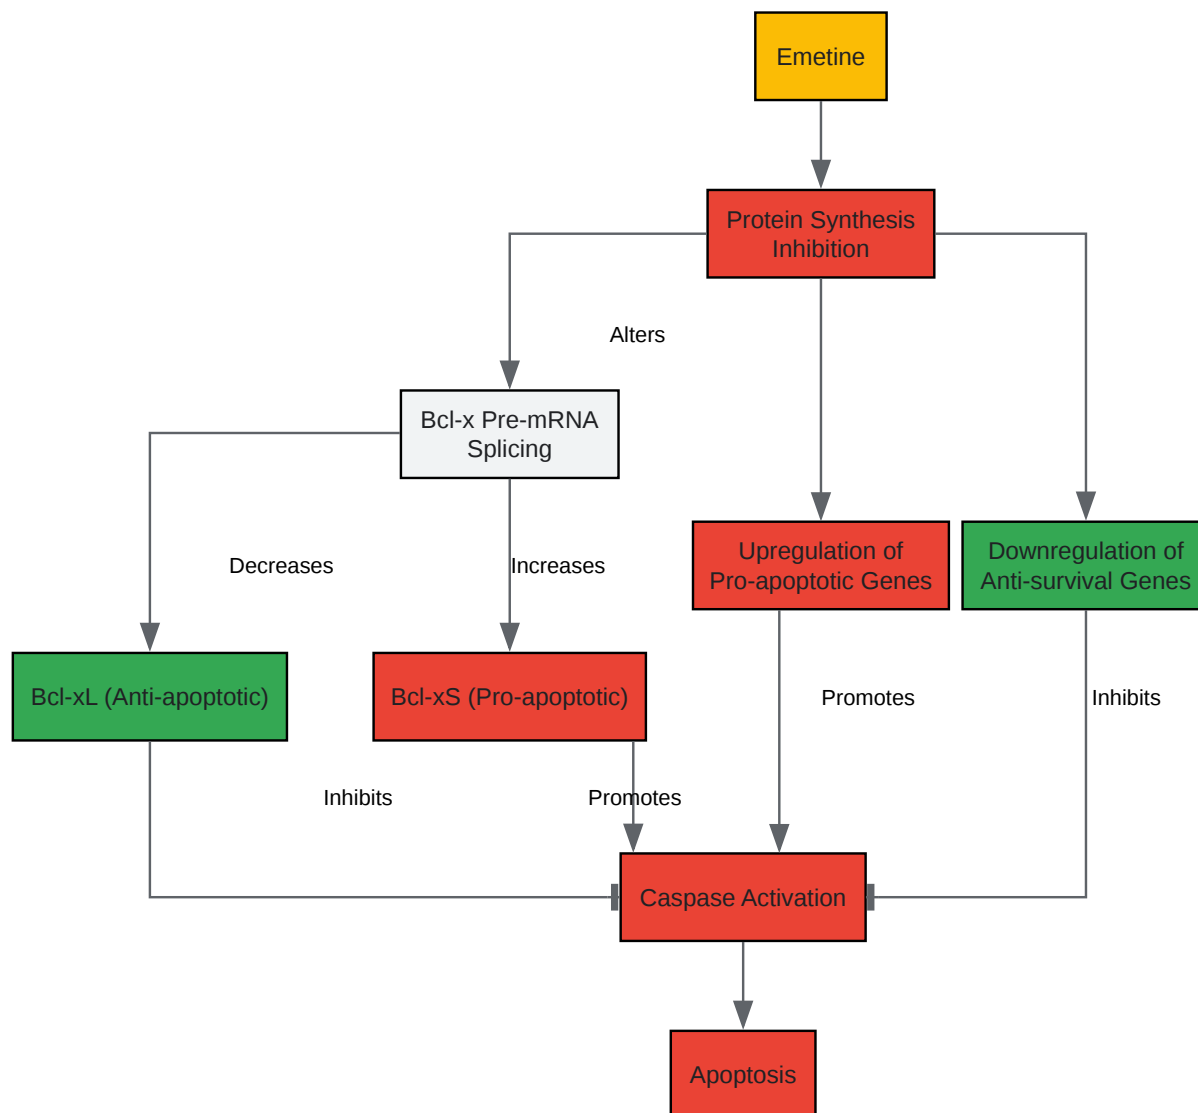 Emetine
Protein Synthesis
Inhibition
Alters
Bcl-x Pre-mRNA
Splicing
Decreases
Increases
Upregulation of
Pro-apoptotic Genes
Downregulation of
Anti-survival Genes
Bcl-xL (Anti-apoptotic)
Bcl-xS (Pro-apoptotic)
Promotes
Inhibits
Inhibits
Promotes
Caspase Activation
Apoptosis